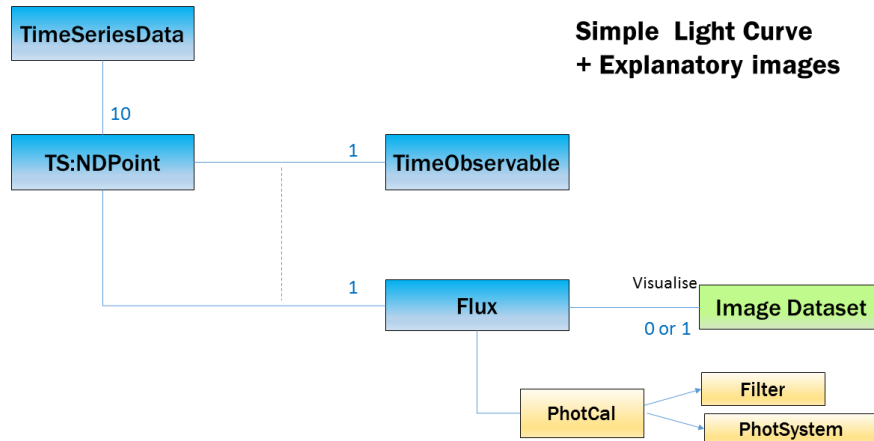 TimeSeriesData
Simple Light Curve
+ Explanatory images
10
TS:NDPoint
1
TimeObservable
1
Flux
Visualise
0 or 1
Image Dataset
PhotCal
Filter
PhotSystem